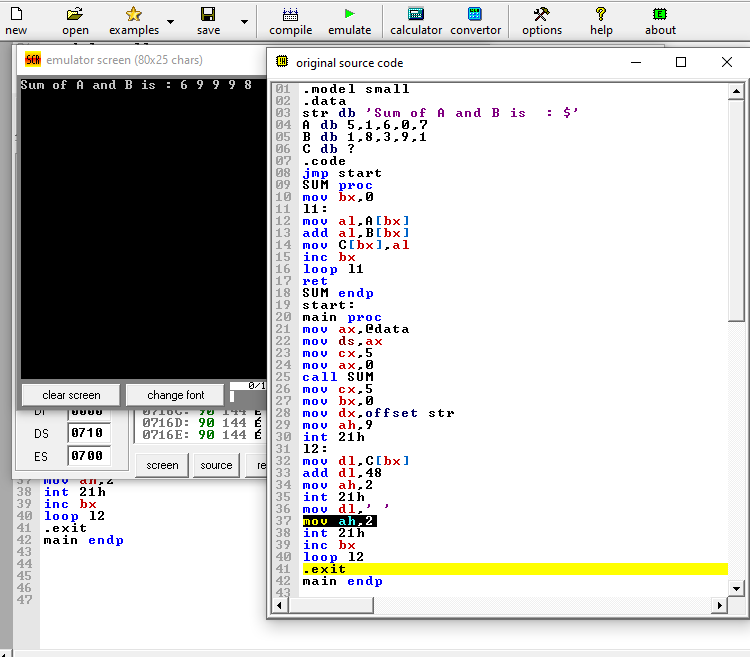 new open examples save compile emulate calculator convertor options help about
emulator screen (80x25 chars)
Sum of A and B is : 6 9 9 9 8
clear screen change font 0/1
DI 0000
DS 0710
ES 0700
0716C: 90 144 É
0716D: 90 144 É
0716E: 90 144 É
screen source re
37 mov ah,2
38 int 21h
39 inc bx
40 loop l2
41 .exit
42 main endp
43
44
45
46
47
original source code
01 .model small
02 .data
03 str db 'Sum of A and B is  : $'
04 A db 5,1,6,0,7
05 B db 1,8,3,9,1
06 C db ?
07 .code
08 jmp start
09 SUM proc
10 mov bx,0
11 l1:
12 mov al,A[bx]
13 add al,B[bx]
14 mov C[bx],al
15 inc bx
16 loop l1
17 ret
18 SUM endp
19 start:
20 main proc
21 mov ax,@data
22 mov ds,ax
23 mov cx,5
24 mov ax,0
25 call SUM
26 mov cx,5
27 mov bx,0
28 mov dx,offset str
29 mov ah,9
30 int 21h
31 l2:
32 mov dl,C[bx]
33 add dl,48
34 mov ah,2
35 int 21h
36 mov dl,' '
37 mov ah,2
38 int 21h
39 inc bx
40 loop l2
41 .exit
42 main endp
43